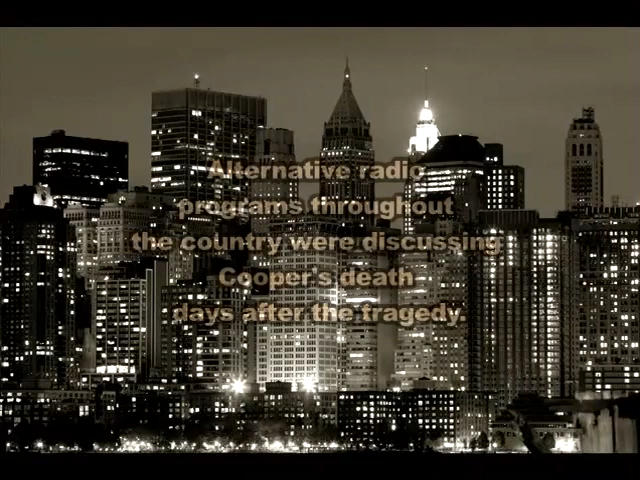 Alternative radio
programs throughout
the country were discussing
Cooper's death
days after the tragedy.